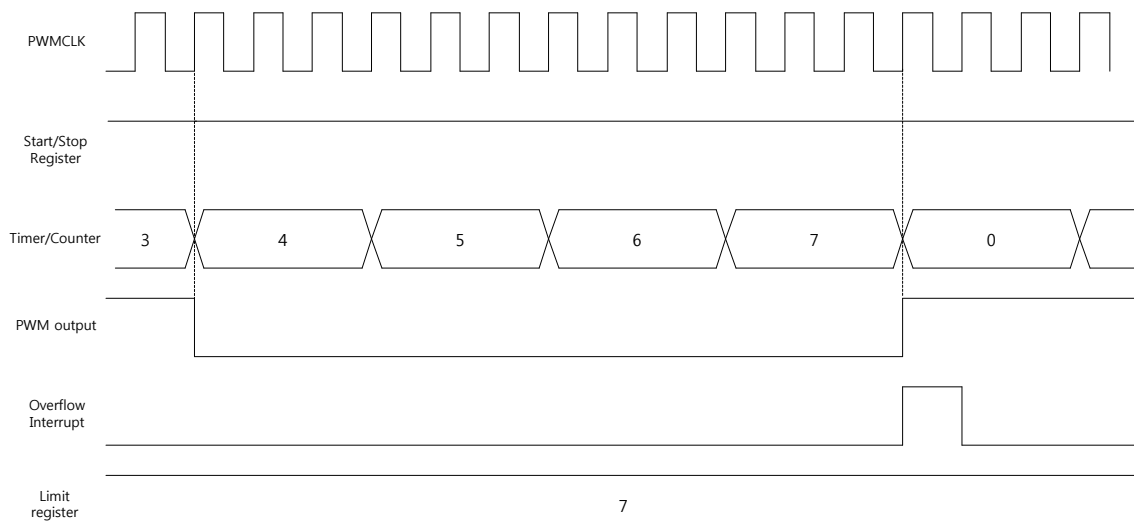 PWMCLK
Start/Stop
Register
Timer/Counter
3
4
5
6
7
0
PWM output
Overflow
Interrupt
Limit
register
7